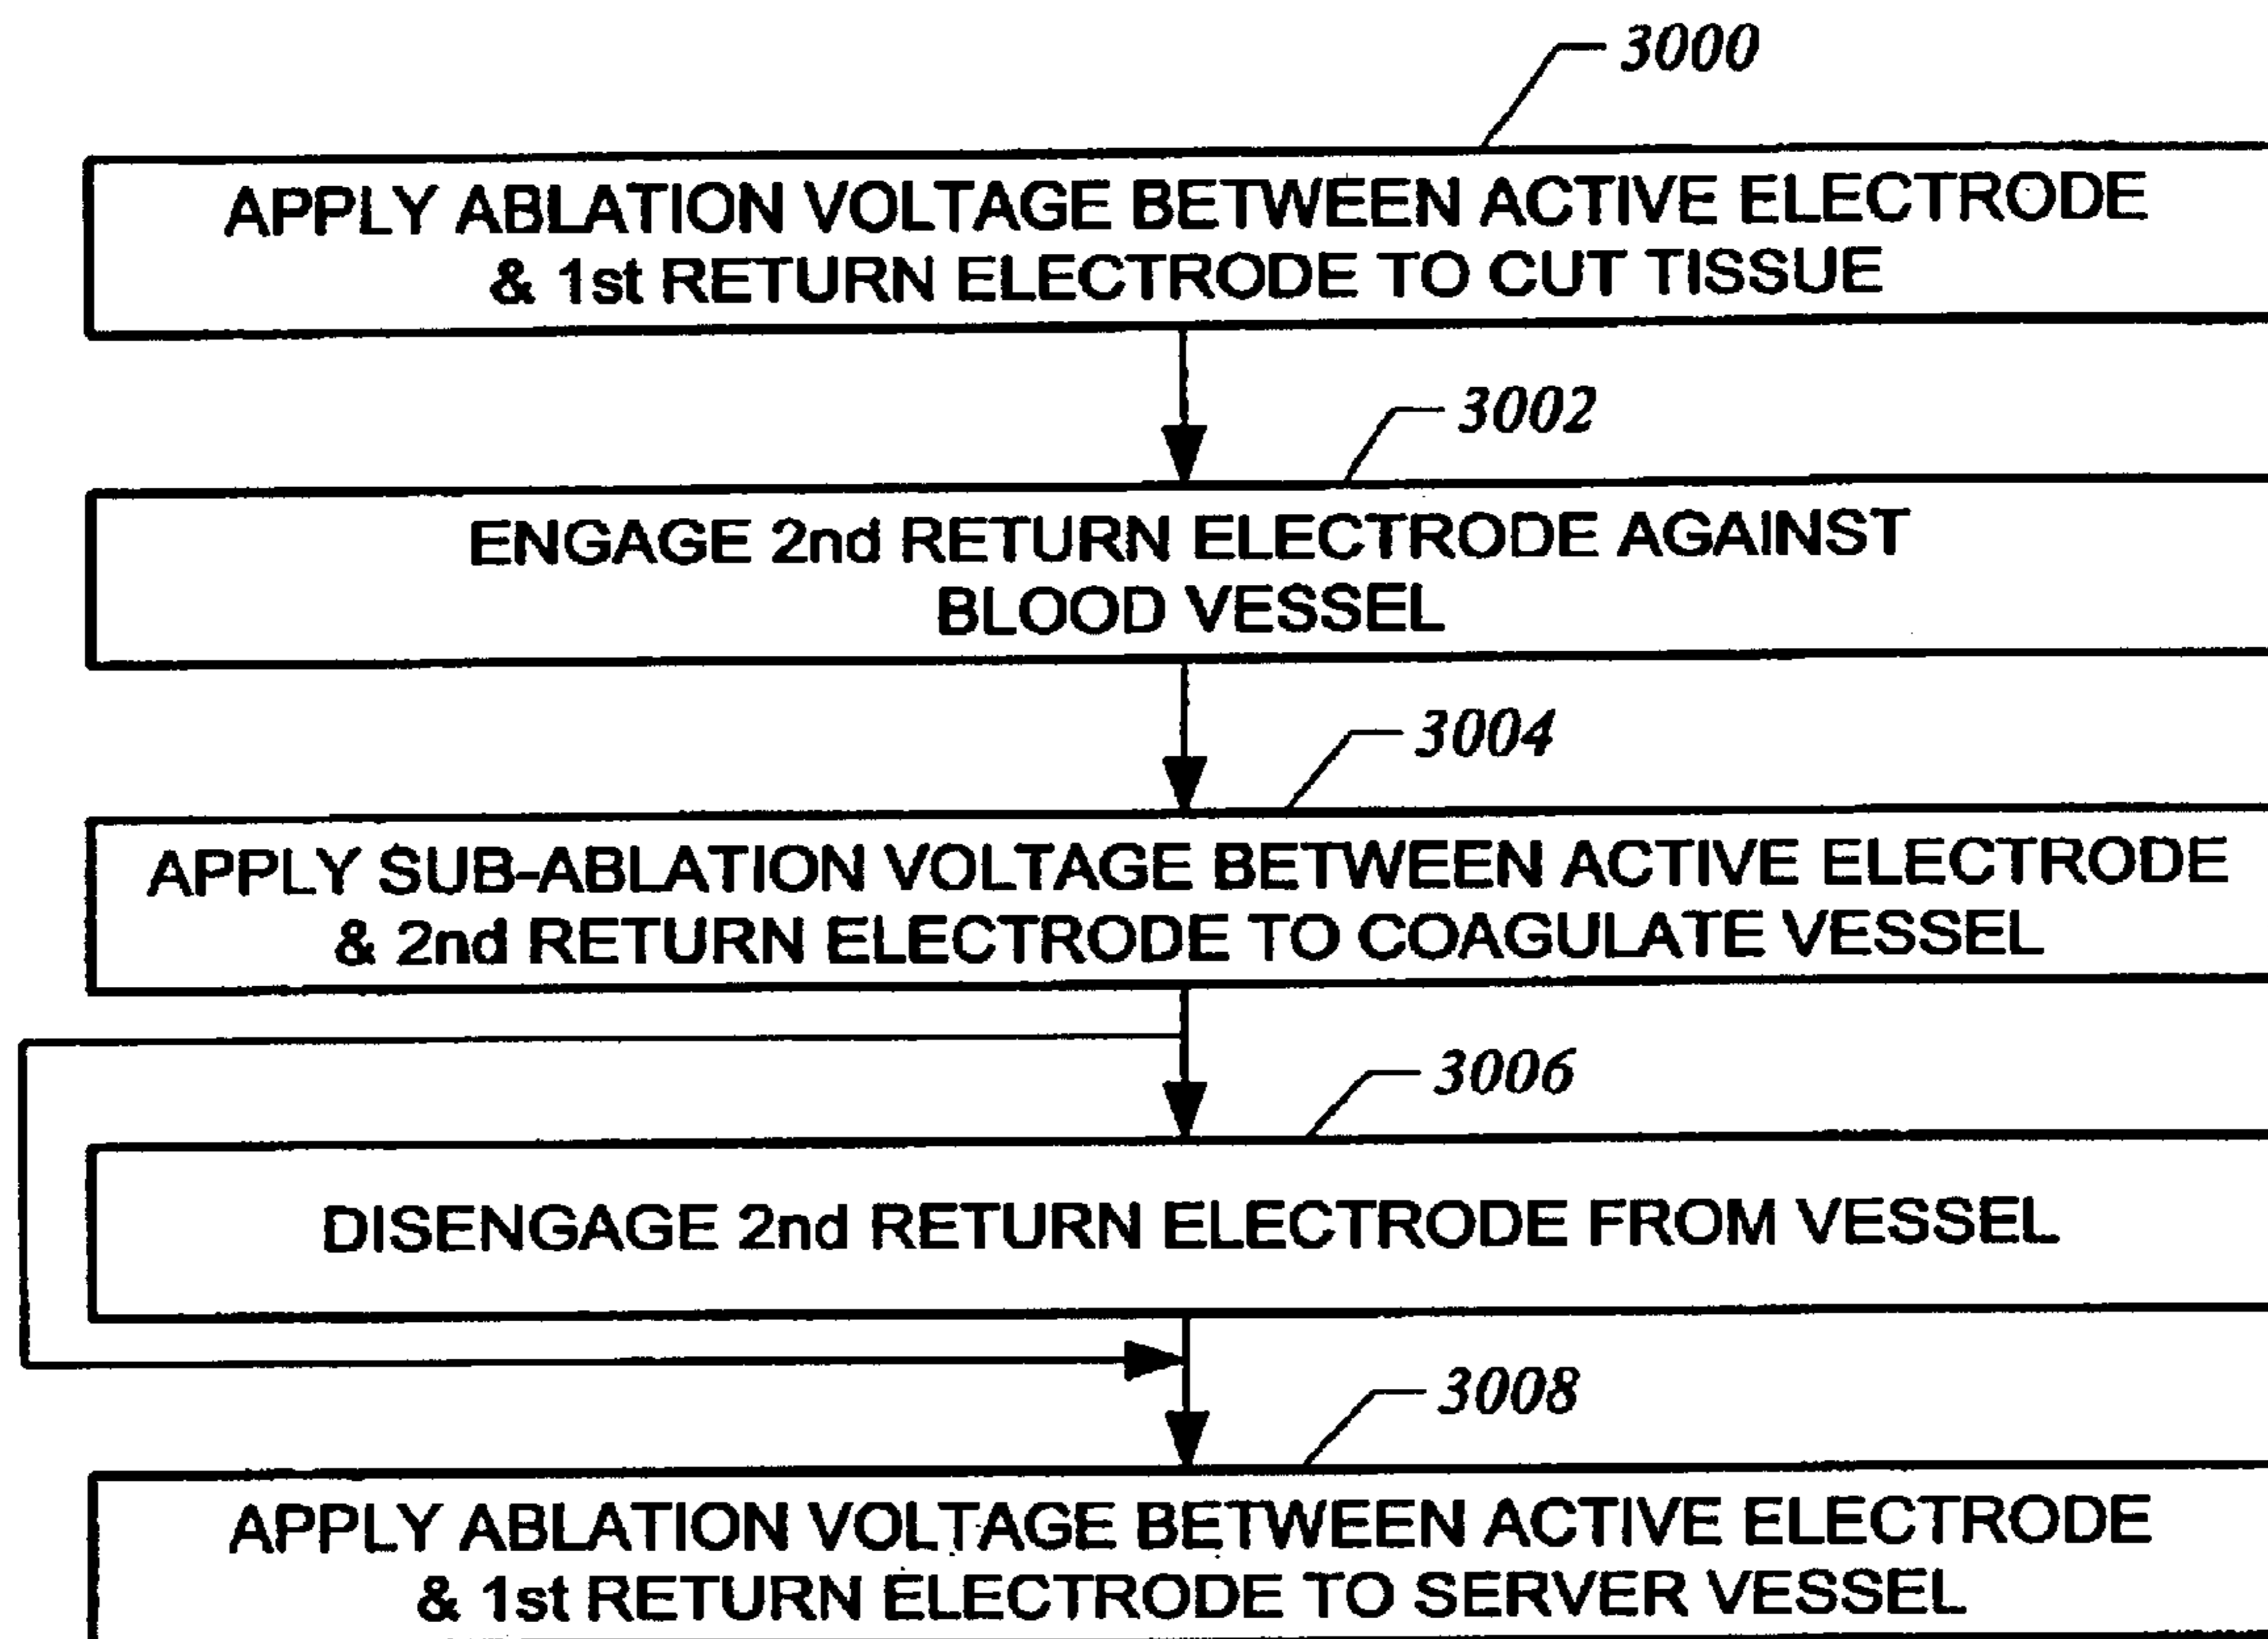 3000
APPLY ABLATION VOLTAGE BETWEEN ACTIVE ELECTRODE
& 1st RETURN ELECTRODE TO CUT TISSUE
3002
ENGAGE 2nd RETURN ELECTRODE AGAINST
BLOOD VESSEL
3004
APPLY SUB-ABLATION VOLTAGE BETWEEN ACTIVE ELECTRODE
& 2nd RETURN ELECTRODE TO COAGULATE VESSEL
3006
DISENGAGE 2nd RETURN ELECTRODE FROM VESSEL
3008
APPLY ABLATION VOLTAGE BETWEEN ACTIVE ELECTRODE
& 1st RETURN ELECTRODE TO SERVER VESSEL